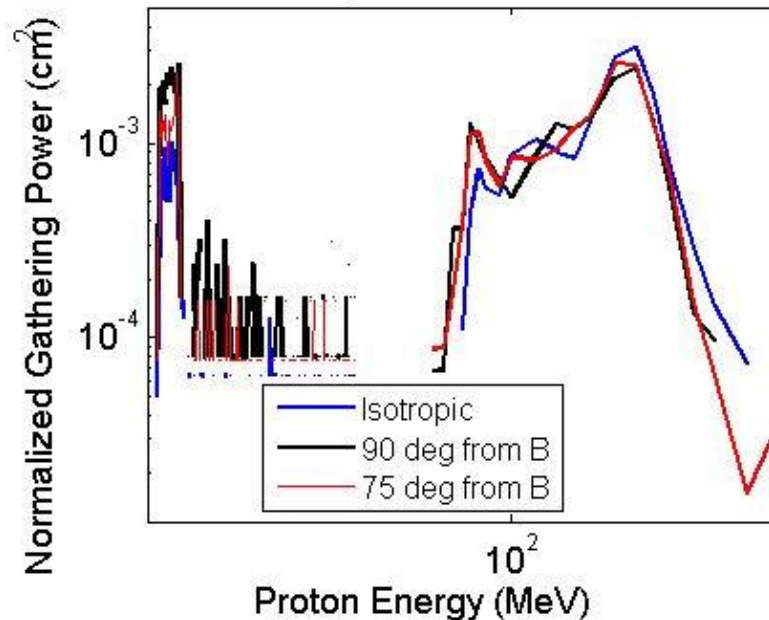 Normalized Gathering Power (cm²)
10⁻³
10⁻⁴
Isotropic
90 deg from B
75 deg from B
10²
Proton Energy (MeV)